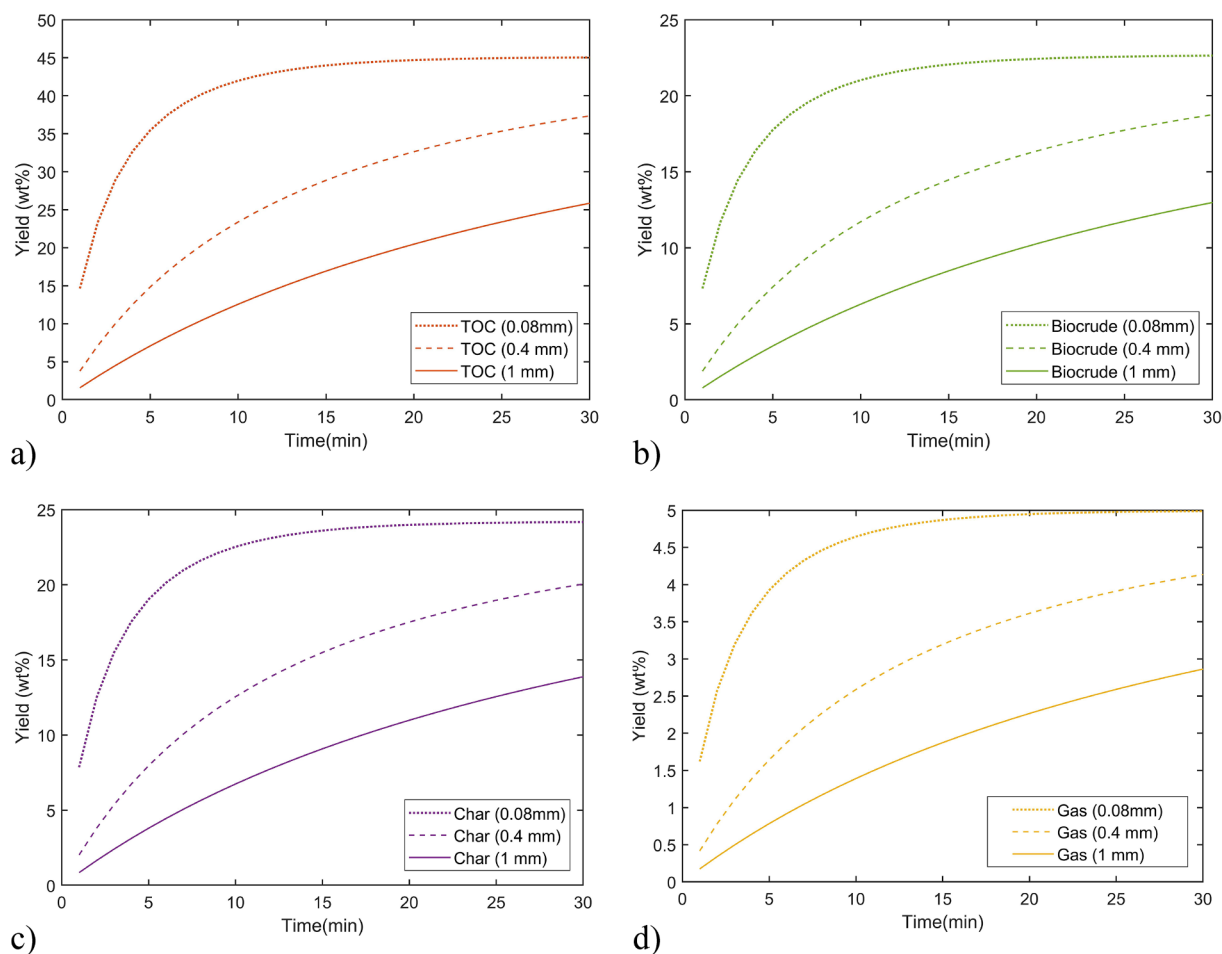 50
45
40
35
30
25
20
15
10
5
0
Yield (wt%)
TOC (0.08mm)
TOC (0.4 mm)
TOC (1 mm)
0 5 10 15 20 25 30
Time(min)
a)
25
20
15
10
5
0
Yield (wt%)
Biocrude (0.08mm)
Biocrude (0.4 mm)
Biocrude (1 mm)
0 5 10 15 20 25 30
Time(min)
b)
25
20
15
10
5
0
Yield (wt%)
Char (0.08mm)
Char (0.4 mm)
Char (1 mm)
0 5 10 15 20 25 30
Time(min)
c)
5
4.5
4
3.5
3
2.5
2
1.5
1
0.5
0
Yield (wt%)
Gas (0.08mm)
Gas (0.4 mm)
Gas (1 mm)
0 5 10 15 20 25 30
Time(min)
d)